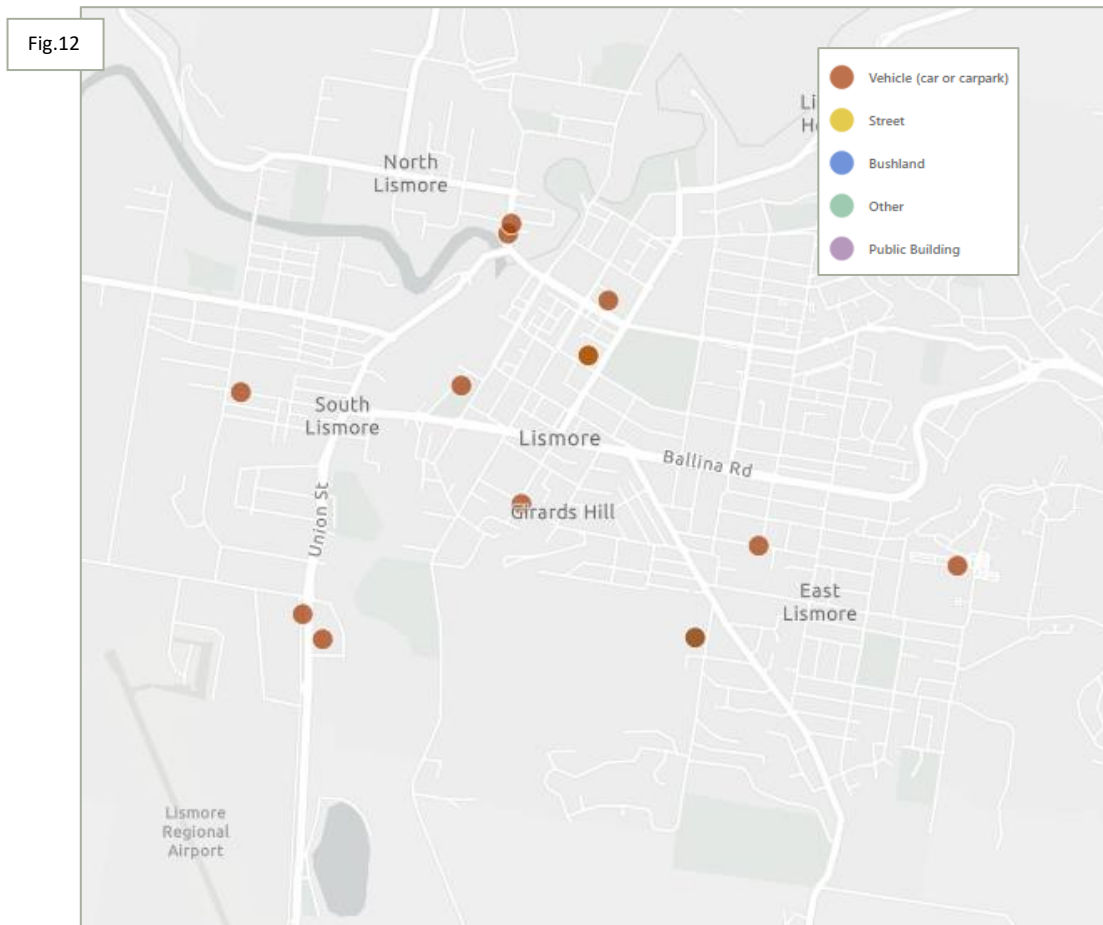 Fig.12
Vehicle (car or carpark)
Street
Bushland
Other
Public Building
Li
H
North
Lismore
South
Lismore
Lismore
Ballina Rd
Union St
Girards Hill
East
Lismore
Lismore
Regional
Airport